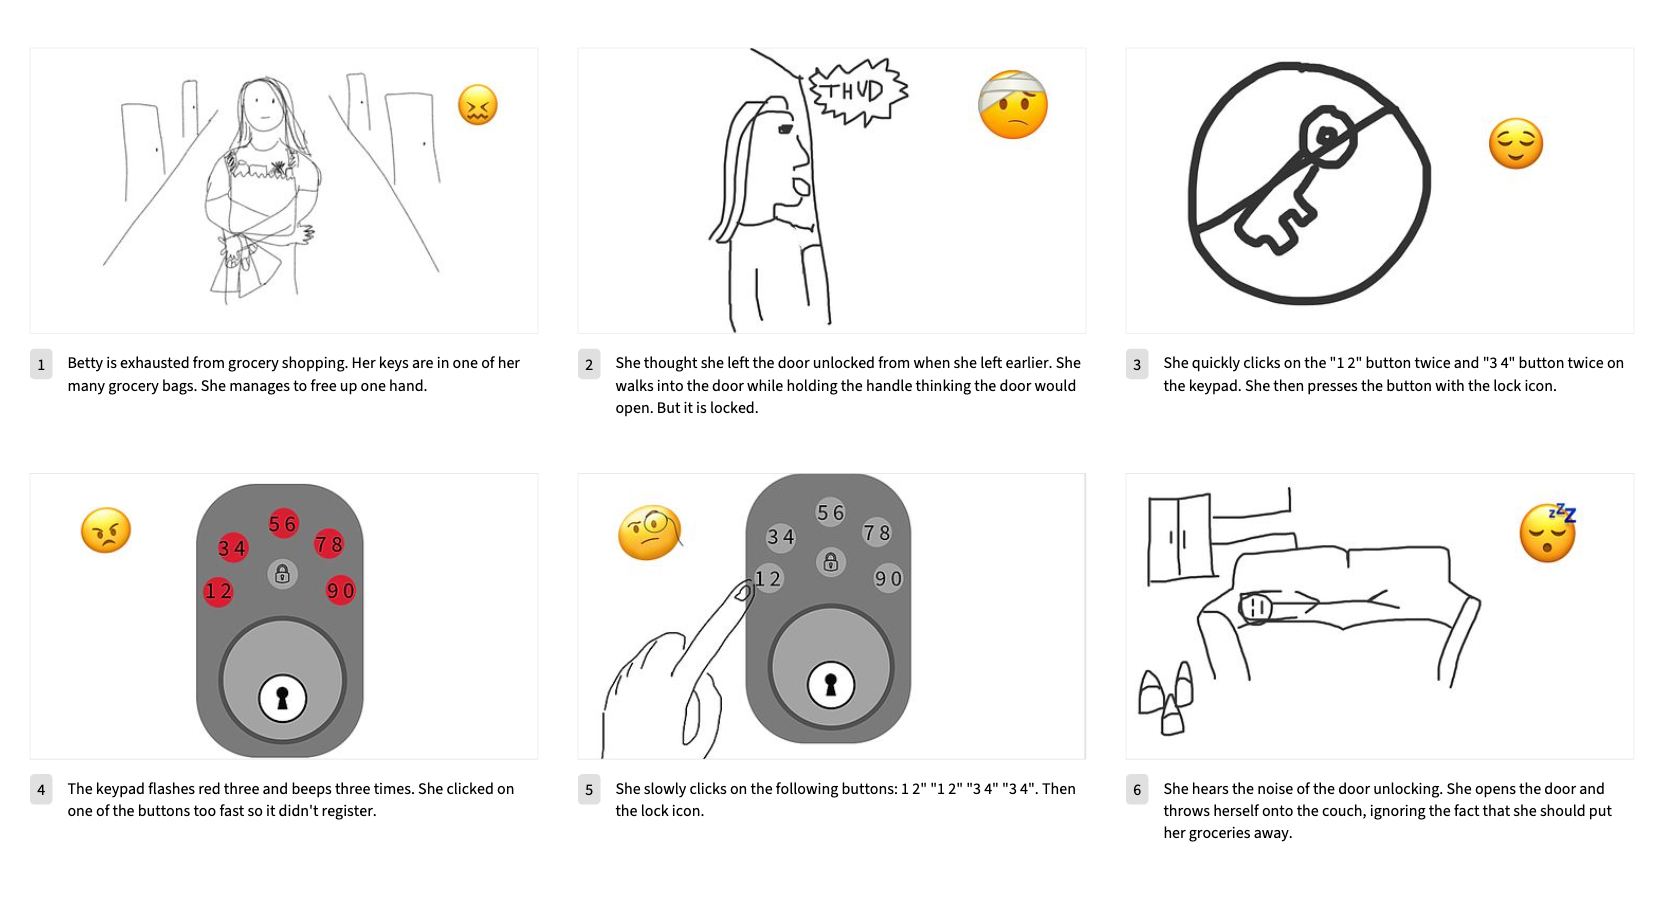 THUD
1 Betty is exhausted from grocery shopping. Her keys are in one of her
many grocery bags. She manages to free up one hand.
2 She thought she left the door unlocked from when she left earlier. She
walks into the door while holding the handle thinking the door would
open. But it is locked.
3 She quickly clicks on the "1 2" button twice and "3 4" button twice on
the keypad. She then presses the button with the lock icon.
5 6
3 4
7 8
1 2
9 0
5 6
3 4
7 8
1 2
9 0
zzZ
4 The keypad flashes red three and beeps three times. She clicked on
one of the buttons too fast so it didn't register.
5 She slowly clicks on the following buttons: 1 2" "1 2" "3 4" "3 4". Then
the lock icon.
6 She hears the noise of the door unlocking. She opens the door and
throws herself onto the couch, ignoring the fact that she should put
her groceries away.